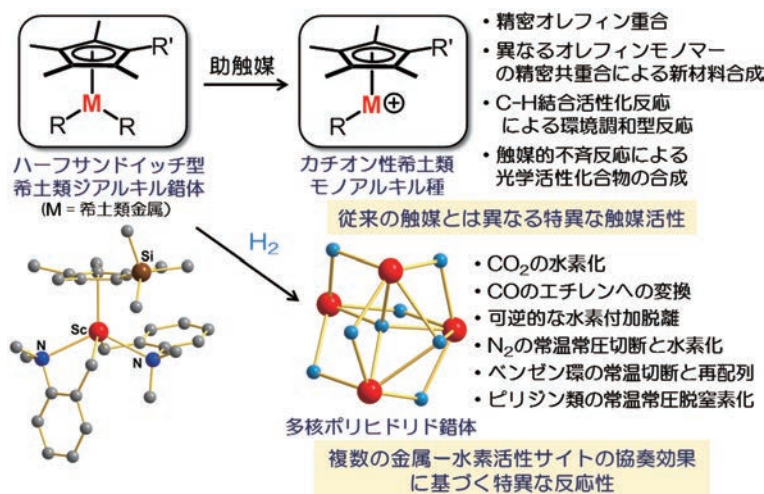 R'
M
R
R
助触媒
R'
M⊕
R
ハーフサンドイッチ型
希土類ジアルキル錯体
(M = 希土類金属)
カチオン性希土類
モノアルキル種
・精密オレフィン重合
・異なるオレフィンモノマー
の精密共重合による新材料合成
・C-H結合活性化反応
による環境調和型反応
・触媒的不斉反応による
光学活性化合物の合成
従来の触媒とは異なる特異な触媒活性
H₂
Si
Sc
N
N
多核ポリヒドリド錯体
・CO₂の水素化
・COのエチレンへの変換
・可逆的な水素付加脱離
・N₂の常温常圧切断と水素化
・ベンゼン環の常温切断と再配列
・ピリジン類の常温常圧脱窒素化
複数の金属ー水素活性サイトの協奏効果
に基づく特異な反応性